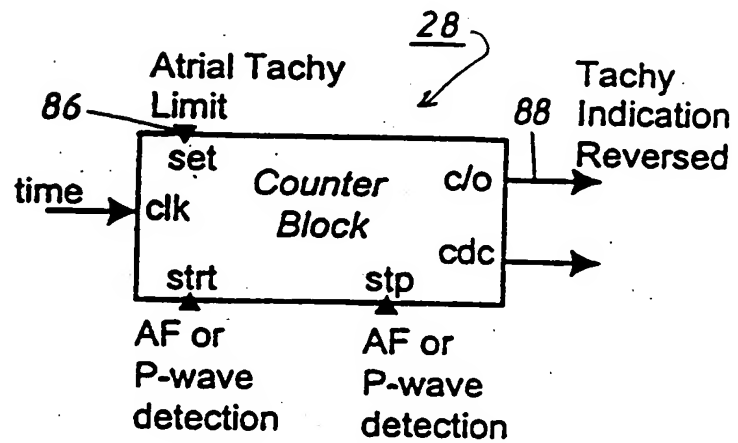 28
Atrial Tachy
Limit
86
88
Tachy
Indication
Reversed
set
c/o
time
clk
Counter
Block
cdc
strt
stp
AF or
P-wave
detection
AF or
P-wave
detection